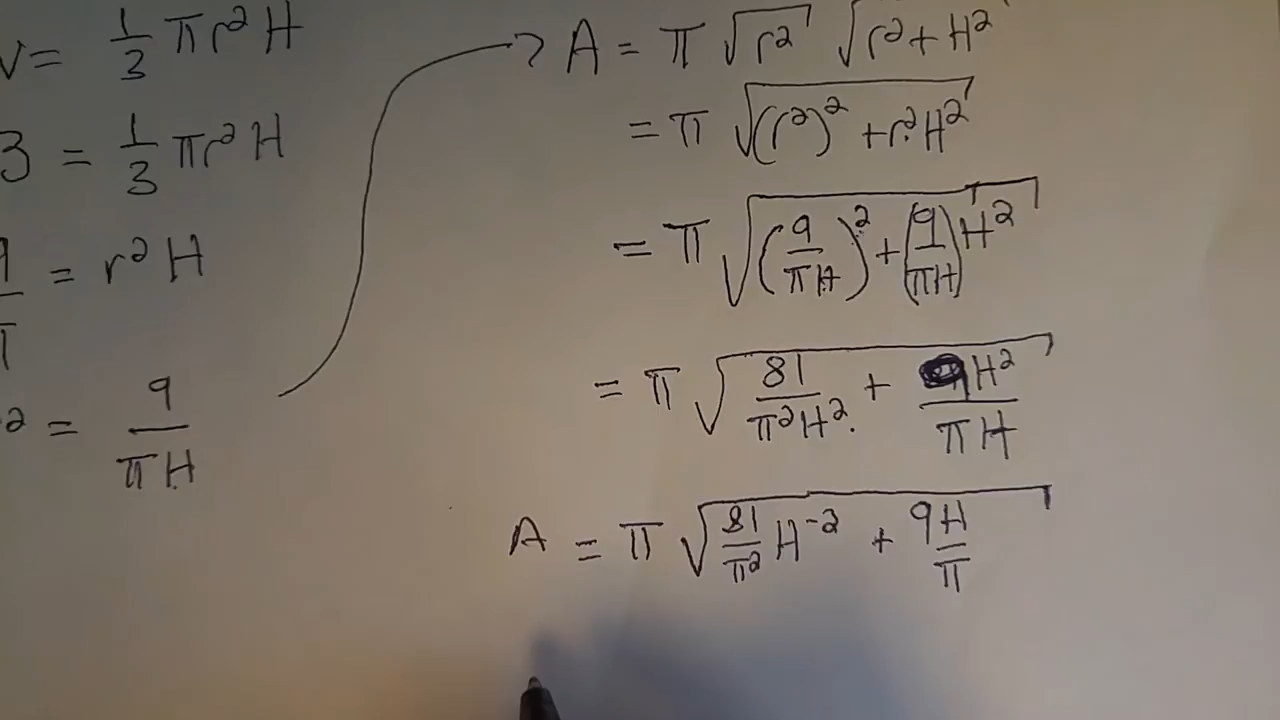 V = 1/3 πr²H
3 = 1/3 πr²H
9/π = r²H
2 = 9/πH
→ A = π √r² √r² + H²
= π √(r²)² + r²H²
= π √(9/πH)² + (9/πH)H²
= π √81/π²H² + 9H²/πH
A = π √81/π² H⁻² + 9H/π